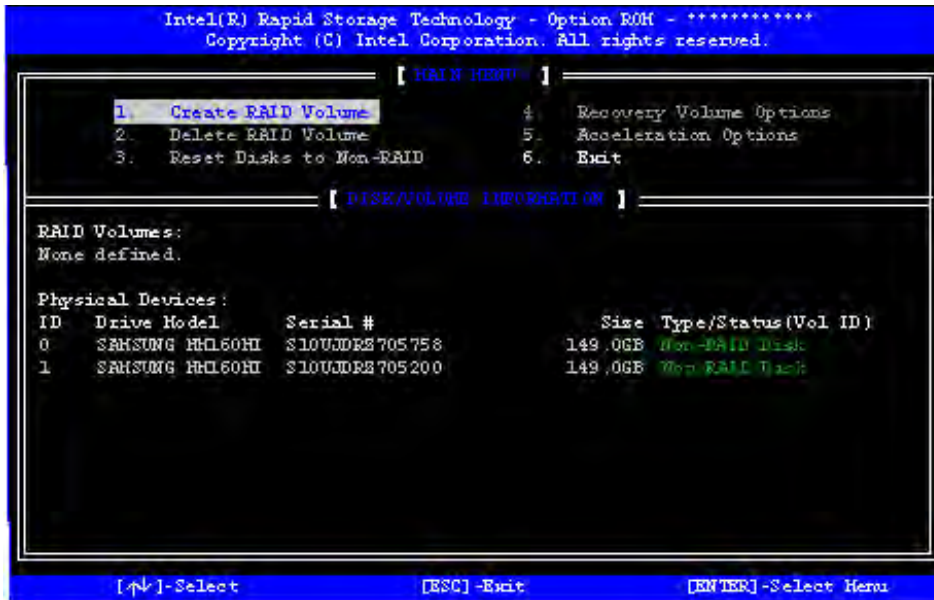 Intel(R) Rapid Storage Technology - Option ROM - ************
Copyright (C) Intel Corporation. All rights reserved.
[ MAIN MENU ]
1. Create RAID Volume
2. Delete RAID Volume
3. Reset Disks to Non-RAID
4. Recovery Volume Options
5. Acceleration Options
6. Exit
[ DISK/VOLUME INFORMATION ]
RAID Volumes:
None defined.
Physical Devices:
ID Drive Model Serial # Size Type/Status(Vol ID)
0 SAMSUNG HM160HI S10UJDRZ705758 149.0GB Non-RAID Disk
1 SAMSUNG HM160HI S10UJDRZ705200 149.0GB Non-RAID Disk
[↑↓]-Select [ESC]-Exit [ENTER]-Select Menu